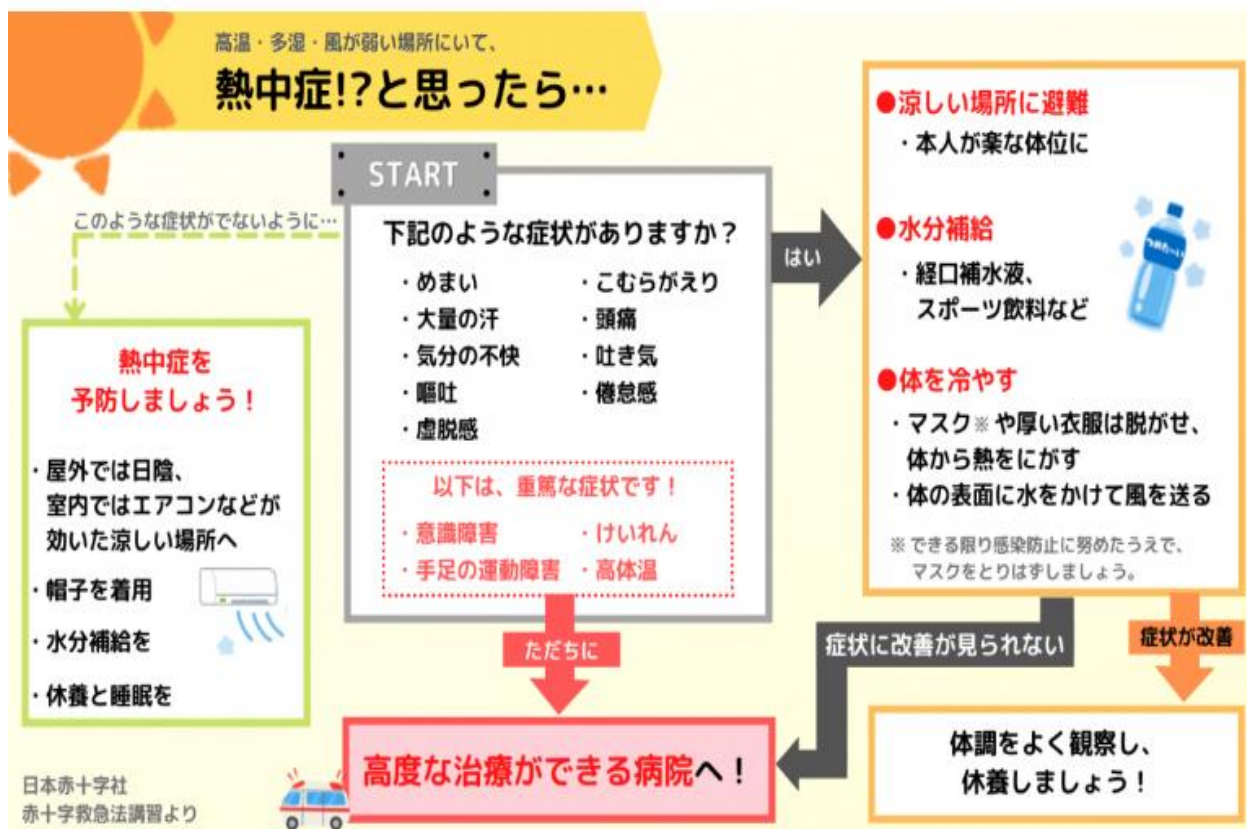 高温・多湿・風が弱い場所にいて、
熱中症!?と思ったら…
START
下記のような症状がありますか？
・めまい
・大量の汗
・気分の不快
・嘔吐
・虚脱感
・こむらがえり
・頭痛
・吐き気
・倦怠感
以下は、重篤な症状です！
・意識障害
・けいれん
・手足の運動障害
・高体温
ただちに
高度な治療ができる病院へ！
はい
●涼しい場所に避難
・本人が楽な体位に
●水分補給
・経口補水液、
スポーツ飲料など
つめた〜い
●体を冷やす
・マスク※や厚い衣服は脱がせ、
体から熱をにがす
・体の表面に水をかけて風を送る
※できる限り感染防止に努めたうえで、
マスクをとりはずしましょう。
症状に改善が見られない
症状が改善
体調をよく観察し、
休養しましょう！
このような症状がでないように…
熱中症を
予防しましょう！
・屋外では日陰、
室内ではエアコンなどが
効いた涼しい場所へ
・帽子を着用
・水分補給を
・休養と睡眠を
日本赤十字社
赤十字救急法講習より